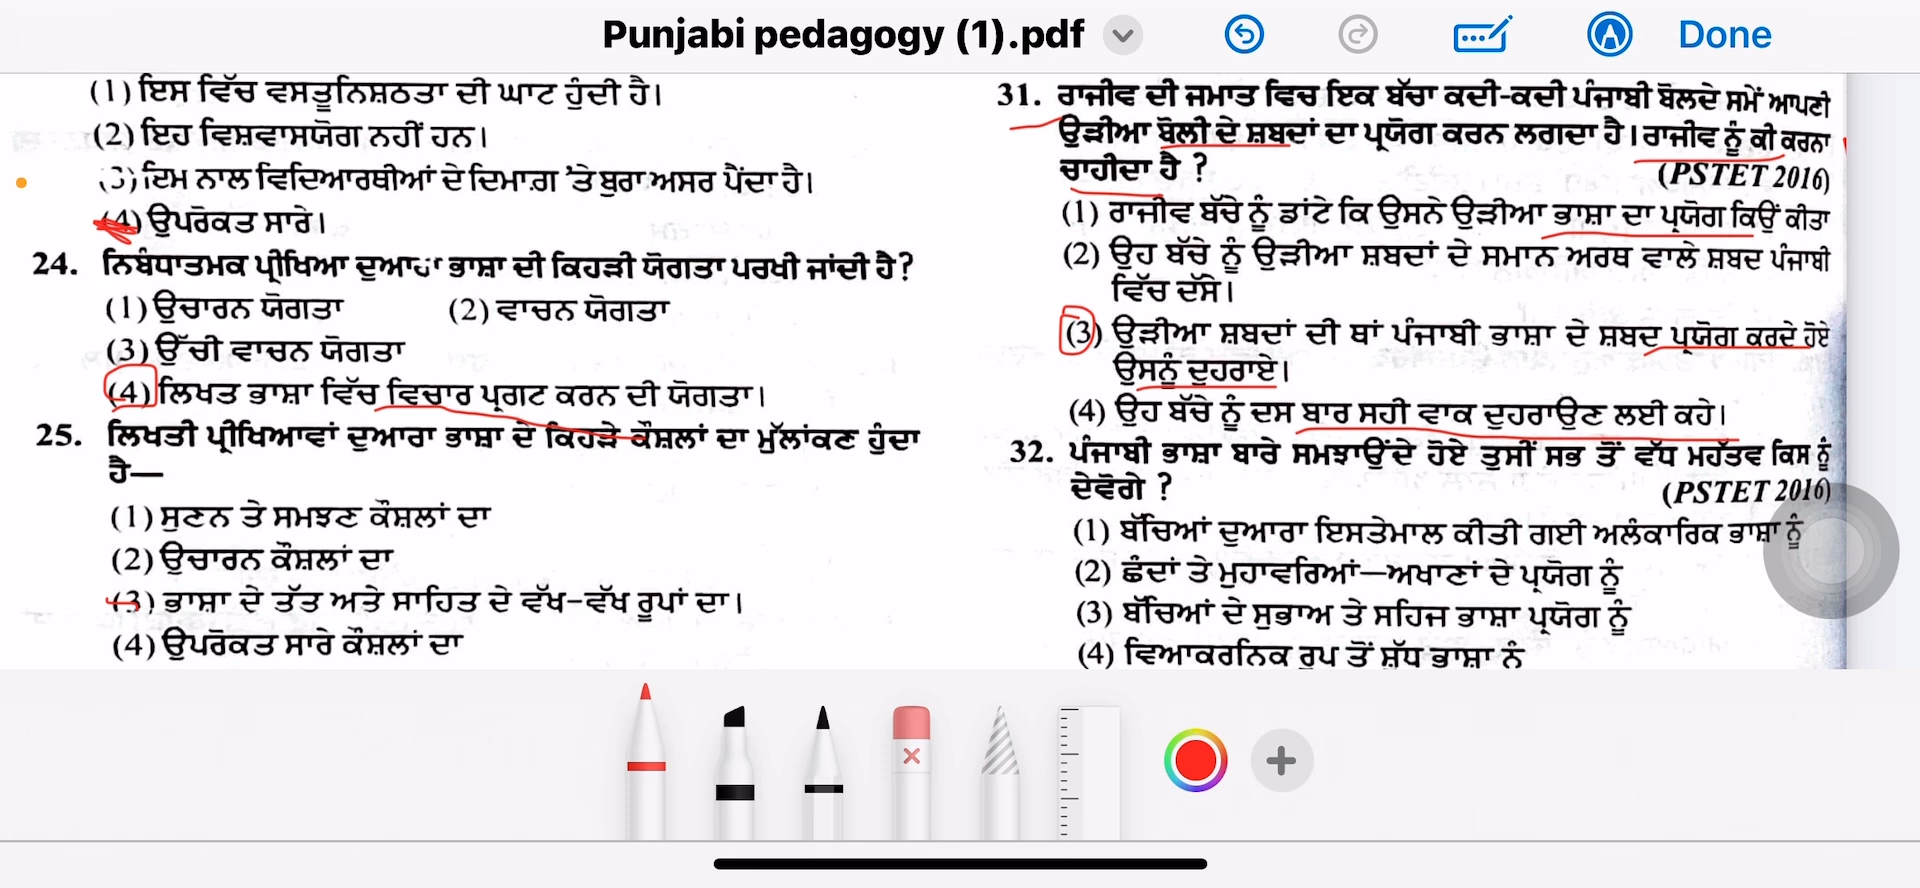 Punjabi pedagogy (1).pdf
Done
(1) ਇਸ ਵਿੱਚ ਵਸਤੂਨਿਸ਼ਠਤਾ ਦੀ ਘਾਟ ਹੁੰਦੀ ਹੈ।
(2) ਇਹ ਵਿਸ਼ਵਾਸਯੋਗ ਨਹੀਂ ਹਨ।
(3) ਇਸ ਨਾਲ ਵਿਦਿਆਰਥੀਆਂ ਦੇ ਦਿਮਾਗ਼ 'ਤੇ ਬੁਰਾ ਅਸਰ ਪੈਂਦਾ ਹੈ।
(4) ਉਪਰੋਕਤ ਸਾਰੇ।
24. ਨਿਬੰਧਾਤਮਕ ਪ੍ਰੀਖਿਆ ਦੁਆਰਾ ਭਾਸ਼ਾ ਦੀ ਕਿਹੜੀ ਯੋਗਤਾ ਪਰਖੀ ਜਾਂਦੀ ਹੈ?
(1) ਉਚਾਰਨ ਯੋਗਤਾ (2) ਵਾਚਨ ਯੋਗਤਾ
(3) ਉੱਚੀ ਵਾਚਨ ਯੋਗਤਾ
(4) ਲਿਖਤ ਭਾਸ਼ਾ ਵਿੱਚ ਵਿਚਾਰ ਪ੍ਰਗਟ ਕਰਨ ਦੀ ਯੋਗਤਾ।
25. ਲਿਖਤੀ ਪ੍ਰੀਖਿਆਵਾਂ ਦੁਆਰਾ ਭਾਸ਼ਾ ਦੇ ਕਿਹੜੇ ਕੌਸ਼ਲਾਂ ਦਾ ਮੁੱਲਾਂਕਣ ਹੁੰਦਾ
ਹੈ—
(1) ਸੁਣਨ ਤੇ ਸਮਝਣ ਕੌਸ਼ਲਾਂ ਦਾ
(2) ਉਚਾਰਨ ਕੌਸ਼ਲਾਂ ਦਾ
(3) ਭਾਸ਼ਾ ਦੇ ਤੱਤ ਅਤੇ ਸਾਹਿਤ ਦੇ ਵੱਖ-ਵੱਖ ਰੂਪਾਂ ਦਾ।
(4) ਉਪਰੋਕਤ ਸਾਰੇ ਕੌਸ਼ਲਾਂ ਦਾ
31. ਰਾਜੀਵ ਦੀ ਜਮਾਤ ਵਿਚ ਇਕ ਬੱਚਾ ਕਦੀ-ਕਦੀ ਪੰਜਾਬੀ ਬੋਲਦੇ ਸਮੇਂ ਆਪਣੀ
ਉੜੀਆ ਬੋਲੀ ਦੇ ਸ਼ਬਦਾਂ ਦਾ ਪ੍ਰਯੋਗ ਕਰਨ ਲਗਦਾ ਹੈ। ਰਾਜੀਵ ਨੂੰ ਕੀ ਕਰਨਾ
ਚਾਹੀਦਾ ਹੈ ? (PSTET 2016)
(1) ਰਾਜੀਵ ਬੱਚੇ ਨੂੰ ਡਾਂਟੇ ਕਿ ਉਸਨੇ ਉੜੀਆ ਭਾਸ਼ਾ ਦਾ ਪ੍ਰਯੋਗ ਕਿਉਂ ਕੀਤਾ
(2) ਉਹ ਬੱਚੇ ਨੂੰ ਉੜੀਆ ਸ਼ਬਦਾਂ ਦੇ ਸਮਾਨ ਅਰਥ ਵਾਲੇ ਸ਼ਬਦ ਪੰਜਾਬੀ
ਵਿੱਚ ਦੱਸੇ।
(3) ਉੜੀਆ ਸ਼ਬਦਾਂ ਦੀ ਥਾਂ ਪੰਜਾਬੀ ਭਾਸ਼ਾ ਦੇ ਸ਼ਬਦ ਪ੍ਰਯੋਗ ਕਰਦੇ ਹੋਏ
ਉਸਨੂੰ ਦੁਹਰਾਏ।
(4) ਉਹ ਬੱਚੇ ਨੂੰ ਦਸ ਬਾਰ ਸਹੀ ਵਾਕ ਦੁਹਰਾਉਣ ਲਈ ਕਹੇ।
32. ਪੰਜਾਬੀ ਭਾਸ਼ਾ ਬਾਰੇ ਸਮਝਾਉਂਦੇ ਹੋਏ ਤੁਸੀਂ ਸਭ ਤੋਂ ਵੱਧ ਮਹੱਤਵ ਕਿਸ ਨੂੰ
ਦੇਵੋਗੇ ? (PSTET 2016)
(1) ਬੱਚਿਆਂ ਦੁਆਰਾ ਇਸਤੇਮਾਲ ਕੀਤੀ ਗਈ ਅਲੰਕਾਰਿਕ ਭਾਸ਼ਾ ਨੂੰ
(2) ਛੰਦਾਂ ਤੇ ਮੁਹਾਵਰਿਆਂ—ਅਖਾਣਾਂ ਦੇ ਪ੍ਰਯੋਗ ਨੂੰ
(3) ਬੱਚਿਆਂ ਦੇ ਸੁਭਾਅ ਤੇ ਸਹਿਜ ਭਾਸ਼ਾ ਪ੍ਰਯੋਗ ਨੂੰ
(4) ਵਿਆਕਰਨਿਕ ਰੂਪ ਤੋਂ ਸ਼ੁੱਧ ਭਾਸ਼ਾ ਨੂੰ